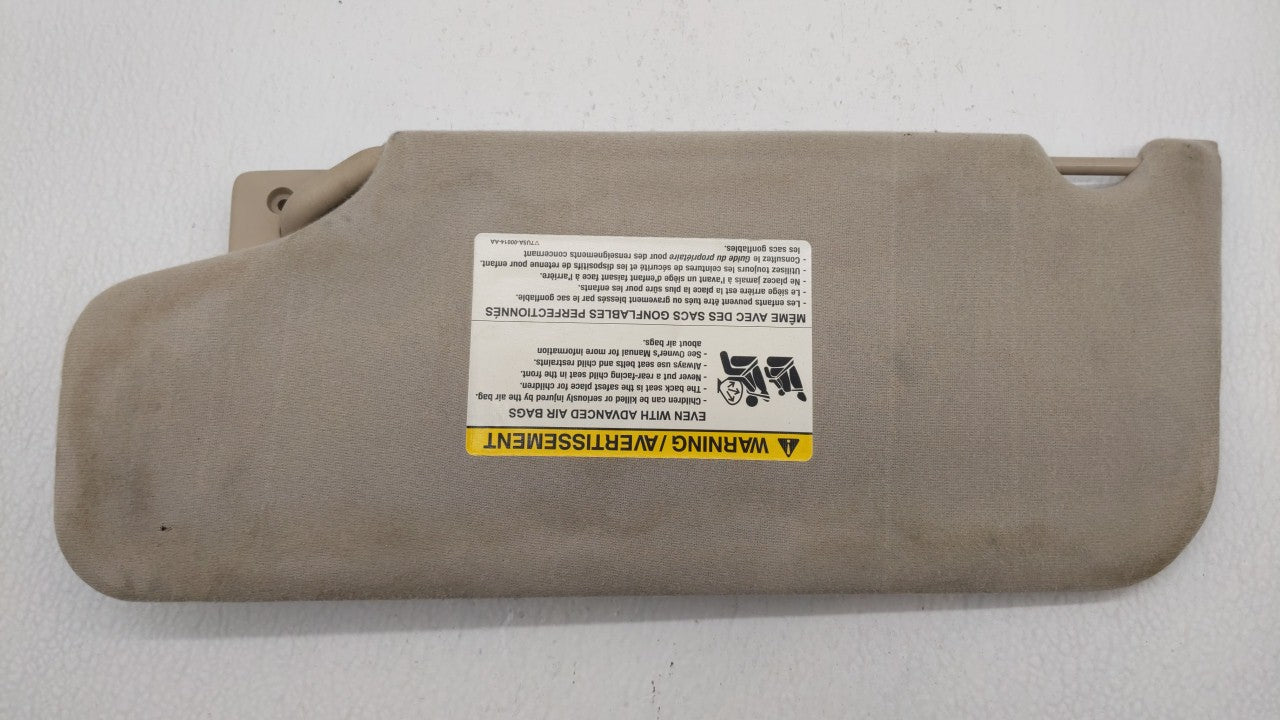 WARNING / AVERTISSEMENT
EVEN WITH ADVANCED AIR BAGS
- Children can be killed or seriously injured by the air bag.
- The back seat is the safest place for children.
- Never put a rear-facing child seat in the front.
- Always use seat belts and child restraints.
- See Owner's Manual for more information
about air bags.
MÊME AVEC DES SACS GONFLABLES PERFECTIONNÉS
- Les enfants peuvent être tués ou gravement blessés par le sac gonflable.
- Le siège arrière est la place la plus sûre pour les enfants.
- Ne placez jamais à l'avant un siège d'enfant faisant face à l'arrière.
- Utilisez toujours les ceintures de sécurité et les dispositifs de retenue pour enfant.
- Consultez le Guide du propriétaire pour des renseignements concernant
les sacs gonflables.
7U5A-00014-AA